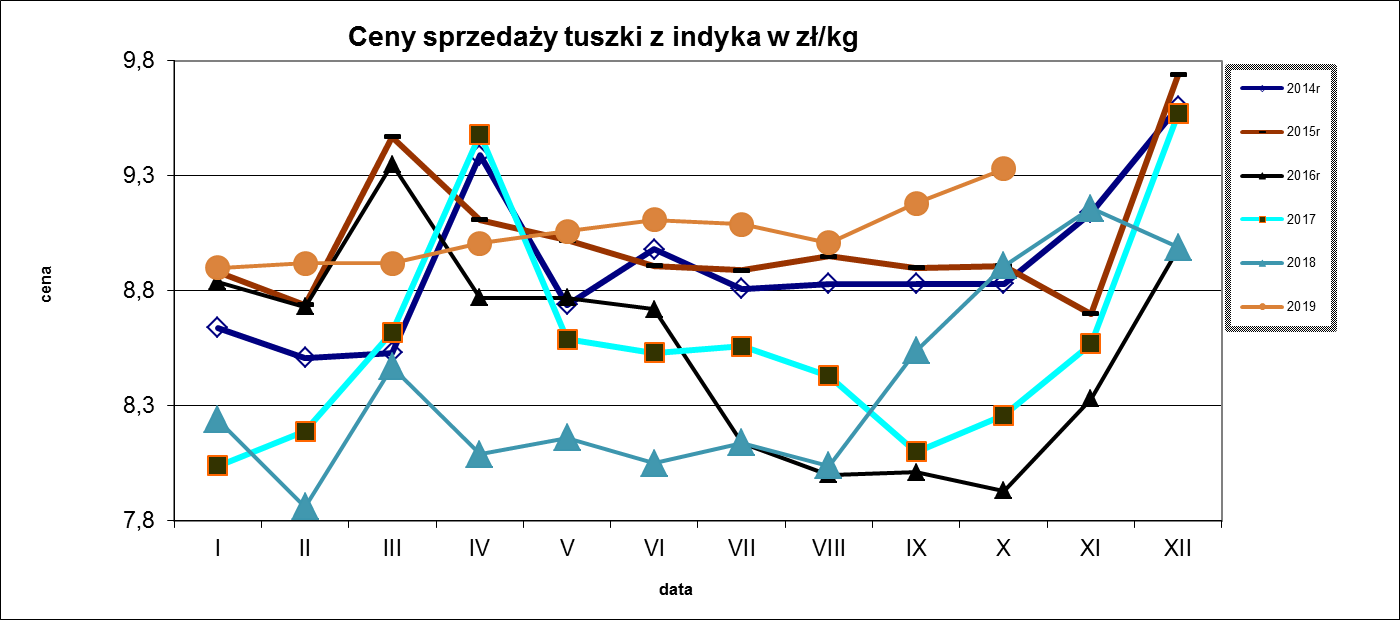 Ceny sprzedaży tuszki z indyka w zł/kg
9,8
9,3
8,8
8,3
7,8
cena
I II III IV V VI VII VIII IX X XI XII
data
2014r
2015r
2016r
2017
2018
2019